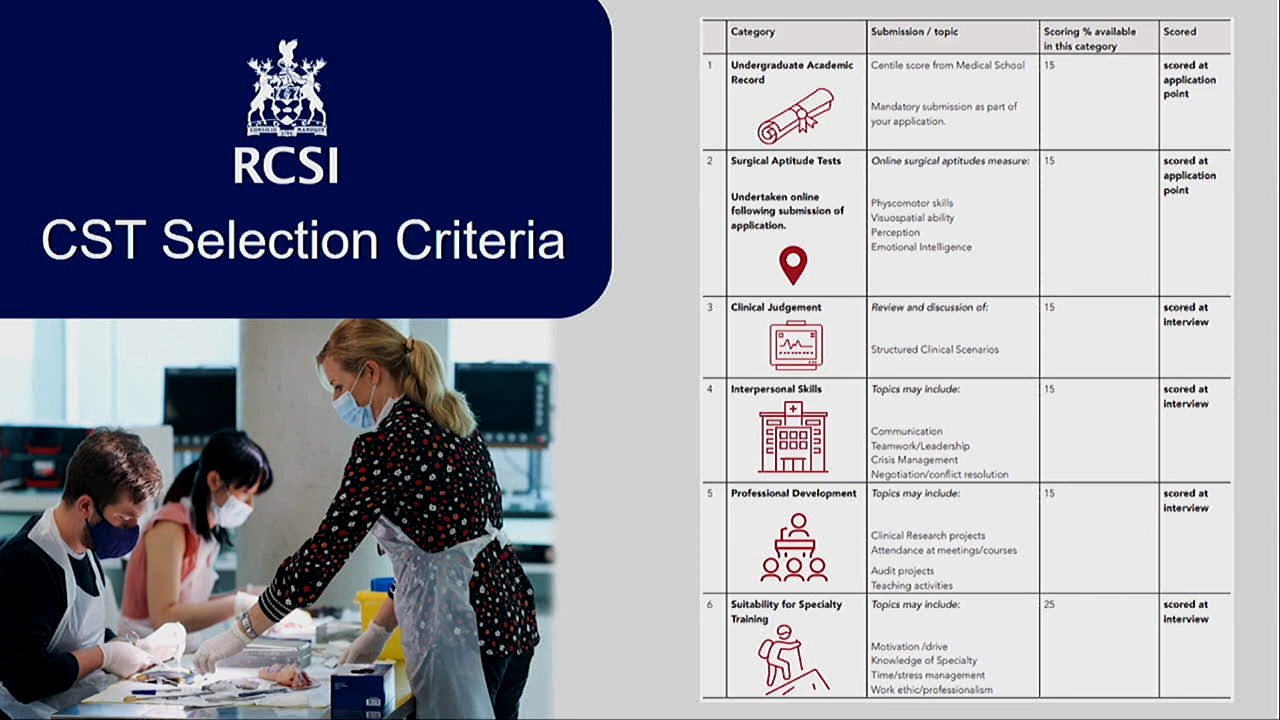 CONSILIO MANUQUE
RCSI
CST Selection Criteria
Category
Submission / topic
Scoring % available
in this category
Scored
1
Undergraduate Academic
Record
Centile score from Medical School
Mandatory submission as part of
your application.
15
scored at
application
point
2
Surgical Aptitude Tests
Undertaken online
following submission of
application.
Online surgical aptitudes measure:
Physcomotor skills
Visuospatial ability
Perception
Emotional Intelligence
15
scored at
application
point
3
Clinical Judgement
Review and discussion of:
Structured Clinical Scenarios
15
scored at
interview
4
Interpersonal Skills
Topics may include:
Communication
Teamwork/Leadership
Crisis Management
Negotiation/conflict resolution
15
scored at
interview
5
Professional Development
Topics may include:
Clinical Research projects
Attendance at meetings/courses
Audit projects
Teaching activities
15
scored at
interview
6
Suitability for Specialty
Training
Topics may include:
Motivation /drive
Knowledge of Specialty
Time/stress management
Work ethic/professionalism
25
scored at
interview